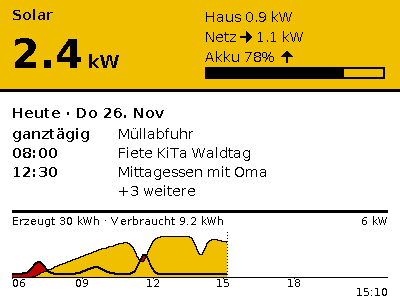 Solar
2.4 kW
Haus 0.9 kW
Netz → 1.1 kW
Akku 78% ↑
Heute · Do 26. Nov
ganztägig Müllabfuhr
08:00 Fiete KiTa Waldtag
12:30 Mittagessen mit Oma
+3 weitere
Erzeugt 30 kWh · Verbraucht 9.2 kWh 6 kW
06 09 12 15 18
15:10